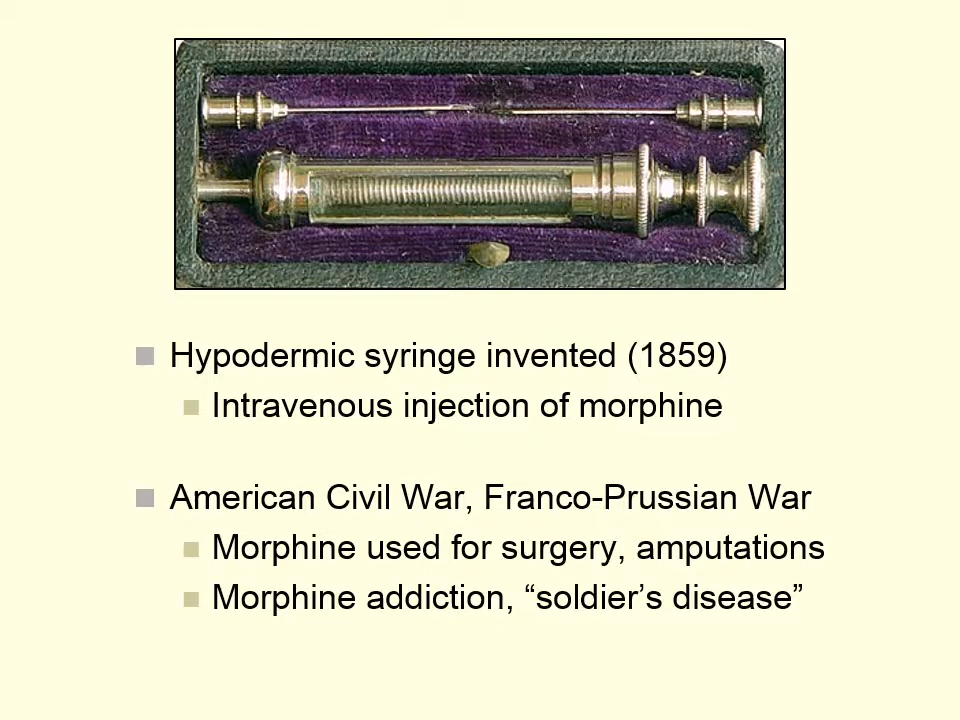 Hypodermic syringe invented (1859)
Intravenous injection of morphine
American Civil War, Franco-Prussian War
Morphine used for surgery, amputations
Morphine addiction, “soldier’s disease”